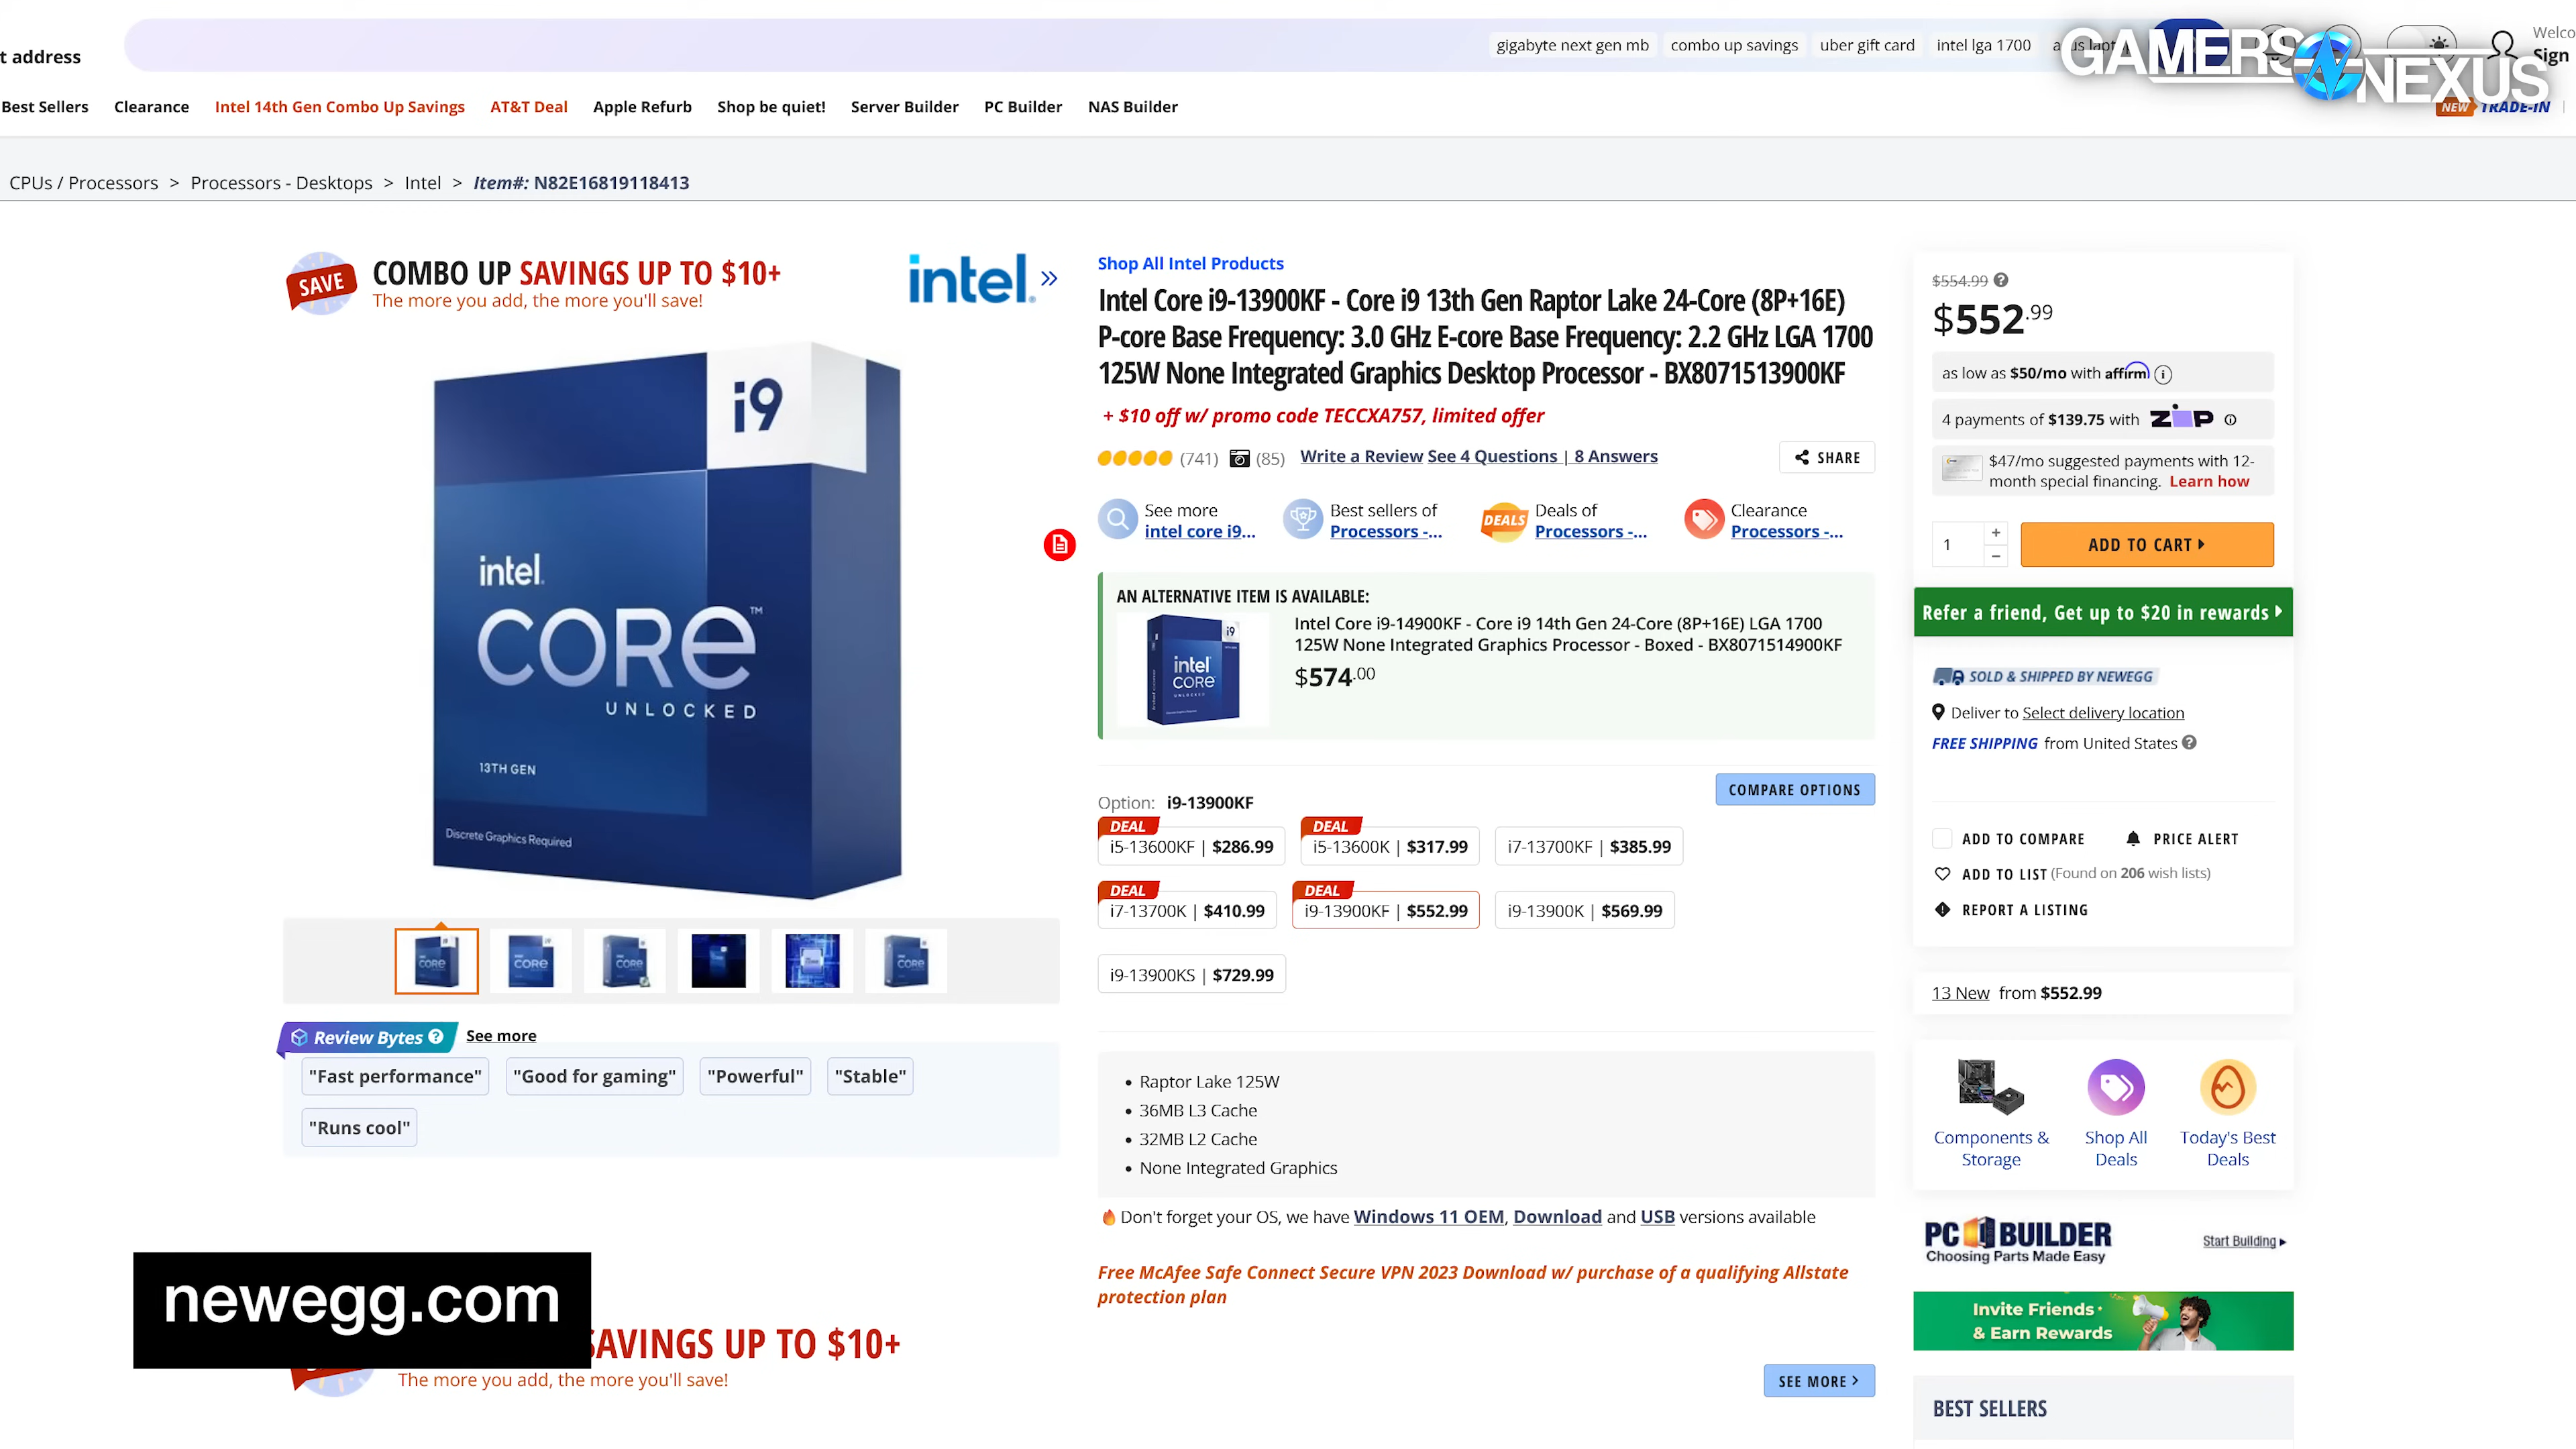 gigabyte next gen mb combo up savings uber gift card intel lga 1700
GAMERS NEXUS
Welco
Sign
t address
Best Sellers Clearance Intel 14th Gen Combo Up Savings AT&T Deal Apple Refurb Shop be quiet! Server Builder PC Builder NAS Builder
NEW TRADE-IN
CPUs / Processors > Processors - Desktops > Intel > Item#: N82E16819118413
SAVE
COMBO UP SAVINGS UP TO $10+
The more you add, the more you'll save!
intel. »
i9
intel.
CORE™
UNLOCKED
13TH GEN
Discrete Graphics Required
Review Bytes ? See more
"Fast performance" "Good for gaming" "Powerful" "Stable"
"Runs cool"
newegg.com
SAVINGS UP TO $10+
The more you add, the more you'll save!
Shop All Intel Products
Intel Core i9-13900KF - Core i9 13th Gen Raptor Lake 24-Core (8P+16E)
P-core Base Frequency: 3.0 GHz E-core Base Frequency: 2.2 GHz LGA 1700
125W None Integrated Graphics Desktop Processor - BX8071513900KF
+ $10 off w/ promo code TECCXA757, limited offer
(741) (85) Write a Review See 4 Questions | 8 Answers SHARE
See more
intel core i9...
Best sellers of
Processors -...
DEALS
Deals of
Processors -...
Clearance
Processors -...
AN ALTERNATIVE ITEM IS AVAILABLE:
i9
intel
CORE
UNLOCKED
Intel Core i9-14900KF - Core i9 14th Gen 24-Core (8P+16E) LGA 1700
125W None Integrated Graphics Processor - Boxed - BX8071514900KF
$574.00
Option: i9-13900KF COMPARE OPTIONS
DEAL DEAL
i5-13600KF | $286.99 i5-13600K | $317.99 i7-13700KF | $385.99
DEAL DEAL
i7-13700K | $410.99 i9-13900KF | $552.99 i9-13900K | $569.99
i9-13900KS | $729.99
• Raptor Lake 125W
• 36MB L3 Cache
• 32MB L2 Cache
• None Integrated Graphics
Don't forget your OS, we have Windows 11 OEM, Download and USB versions available
Free McAfee Safe Connect Secure VPN 2023 Download w/ purchase of a qualifying Allstate
protection plan
SEE MORE >
$554.99 ?
$552.99
as low as $50/mo with affirm i
4 payments of $139.75 with ZIP
$47/mo suggested payments with 12-
month special financing. Learn how
1 + − ADD TO CART
Refer a friend, Get up to $20 in rewards
SOLD & SHIPPED BY NEWEGG
Deliver to Select delivery location
FREE SHIPPING from United States ?
ADD TO COMPARE PRICE ALERT
ADD TO LIST (Found on 206 wish lists)
REPORT A LISTING
13 New from $552.99
Components &
Storage
Shop All
Deals
Today's Best
Deals
PC BUILDER
Choosing Parts Made Easy
Start Building
Invite Friends
& Earn Rewards
BEST SELLERS